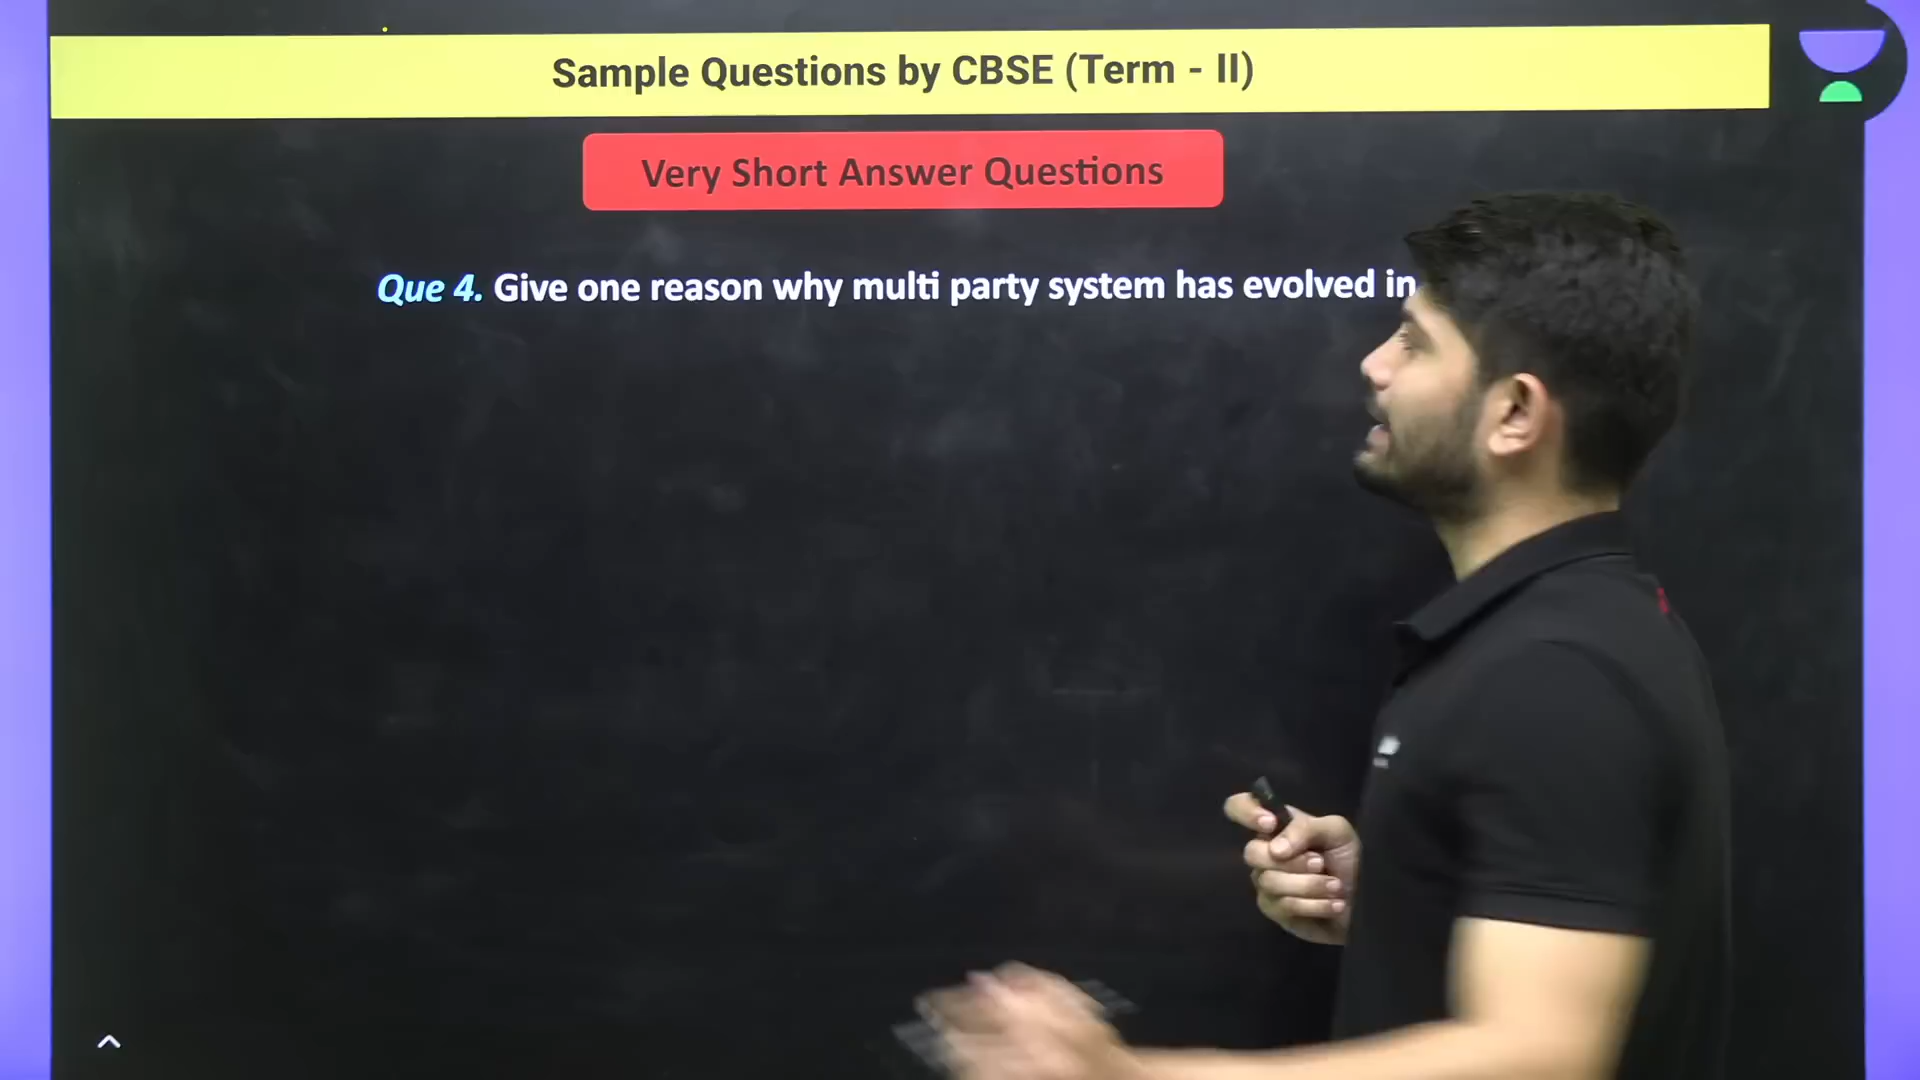 Sample Questions by CBSE (Term - II)
Very Short Answer Questions
Que 4. Give one reason why multi party system has evolved in